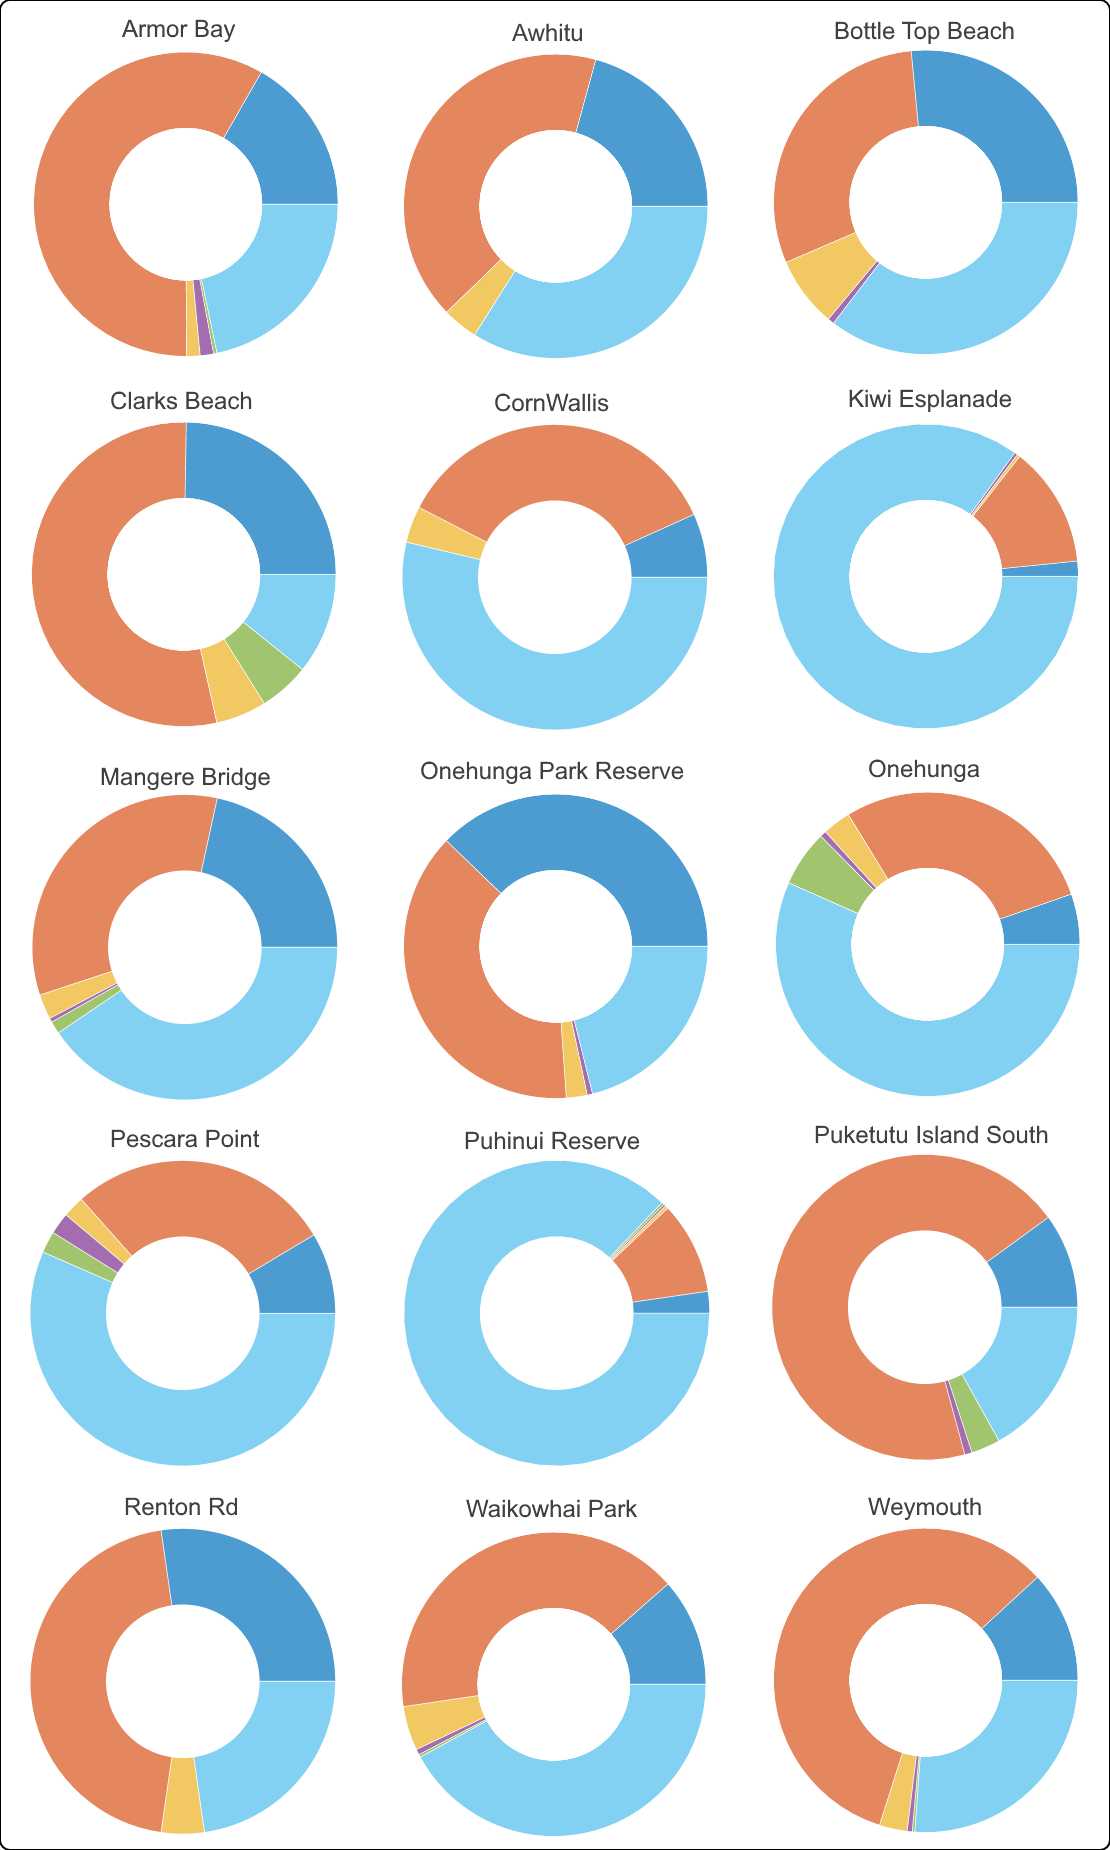 Armor Bay
Awhitu
Bottle Top Beach
Clarks Beach
CornWallis
Kiwi Esplanade
Mangere Bridge
Onehunga Park Reserve
Onehunga
Pescara Point
Puhinui Reserve
Puketutu Island South
Renton Rd
Waikowhai Park
Weymouth